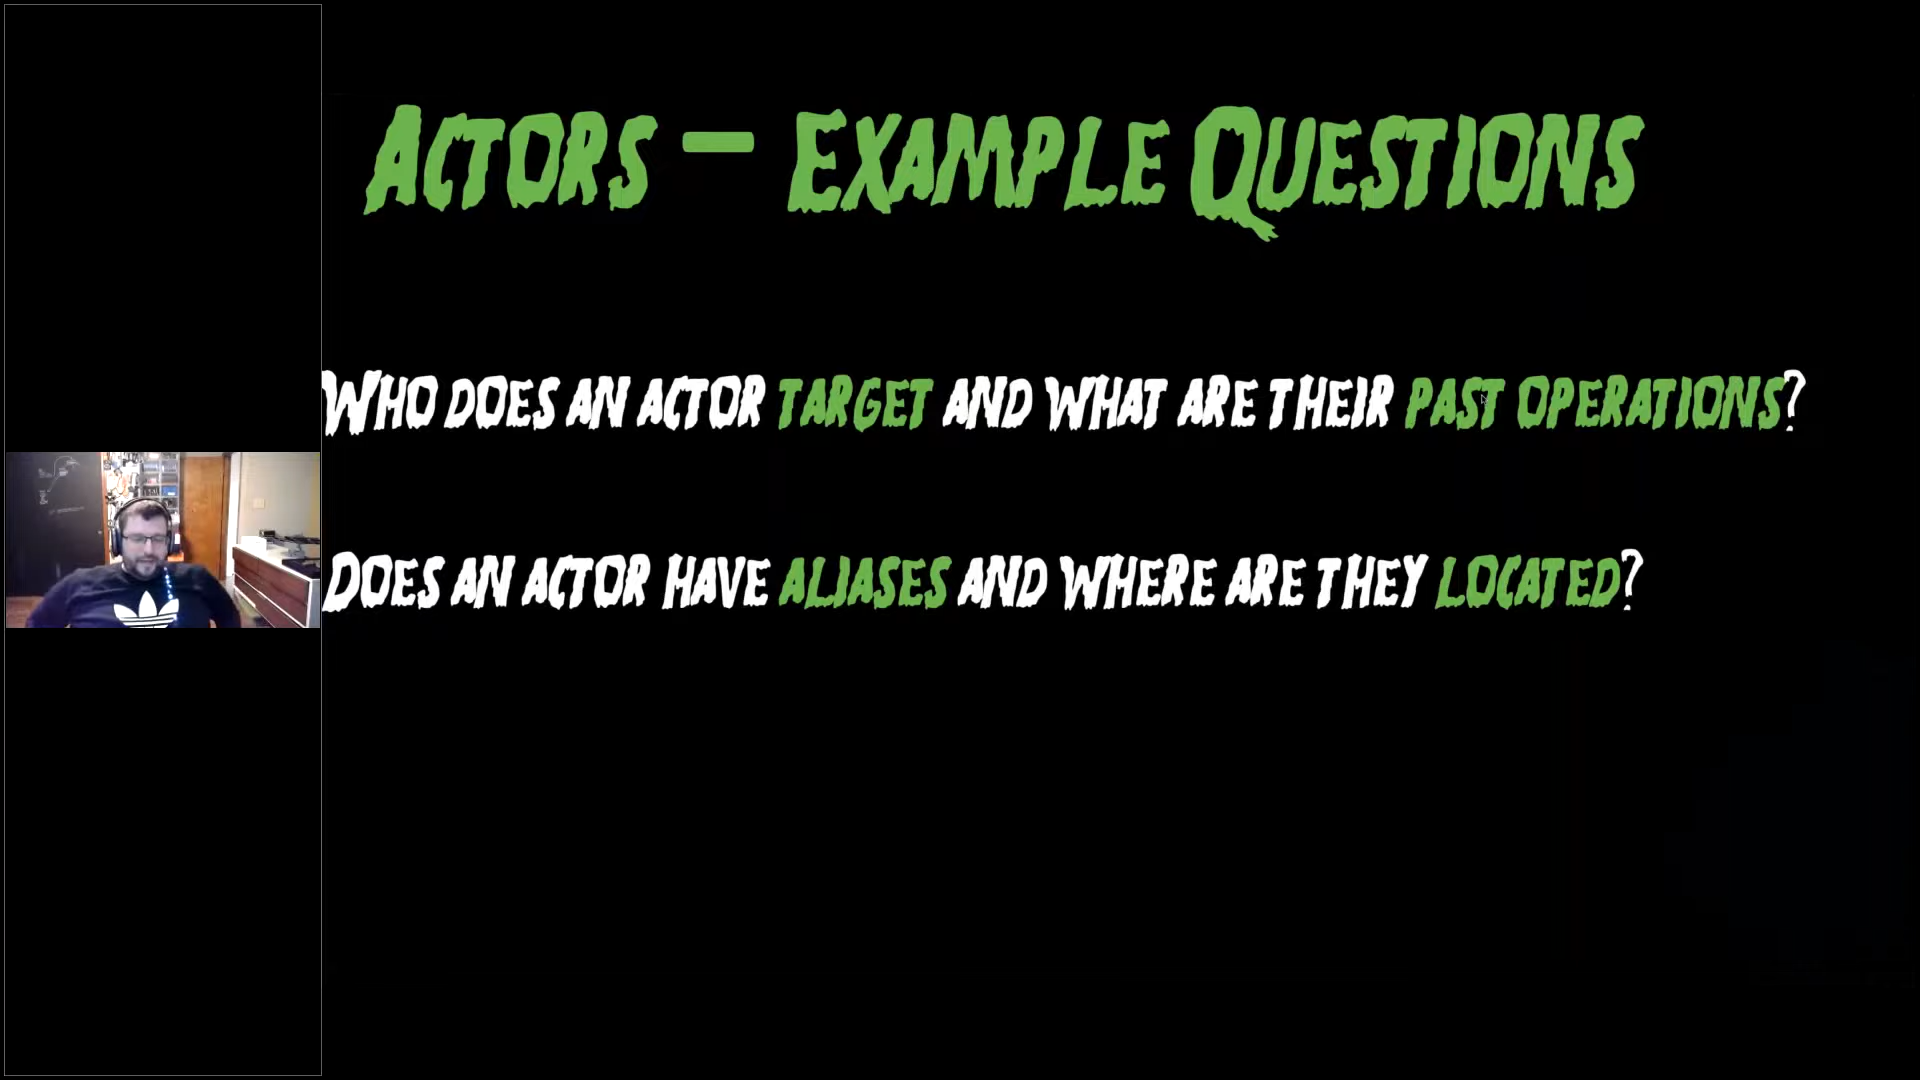 Actors – Example Questions
Who does an actor target and what are their past operations?
Does an actor have aliases and where are they located?